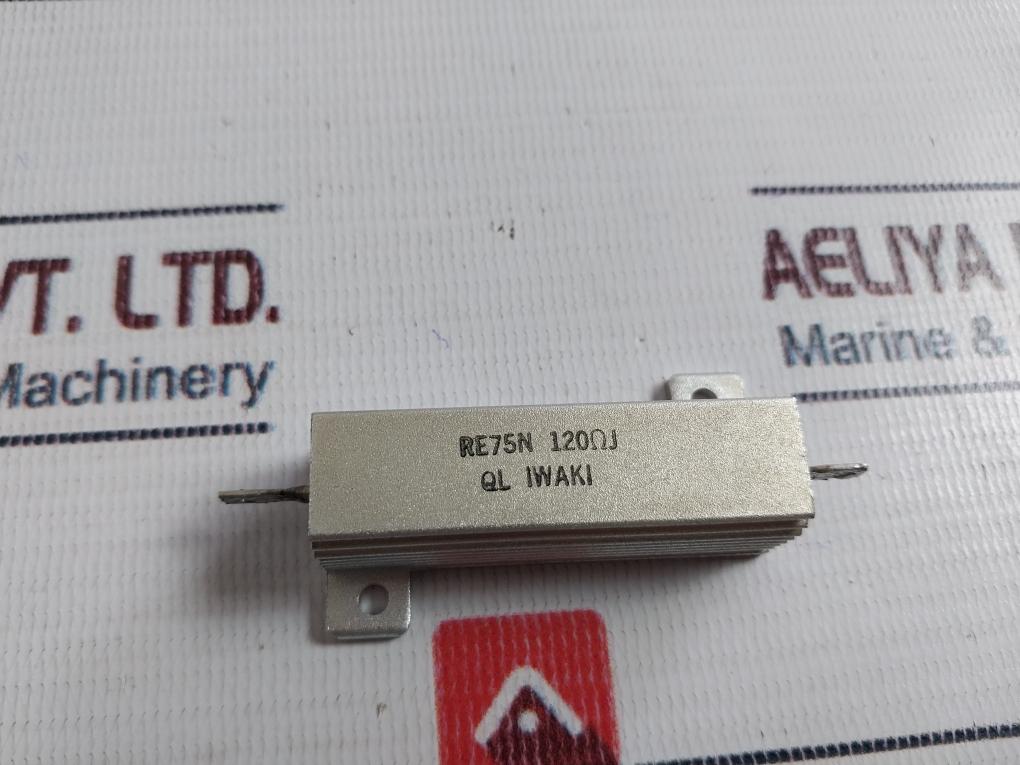 VT. LTD.
Machinery
AELIYA
Marine &
RE75N 120ΩJ
QL IWAKI